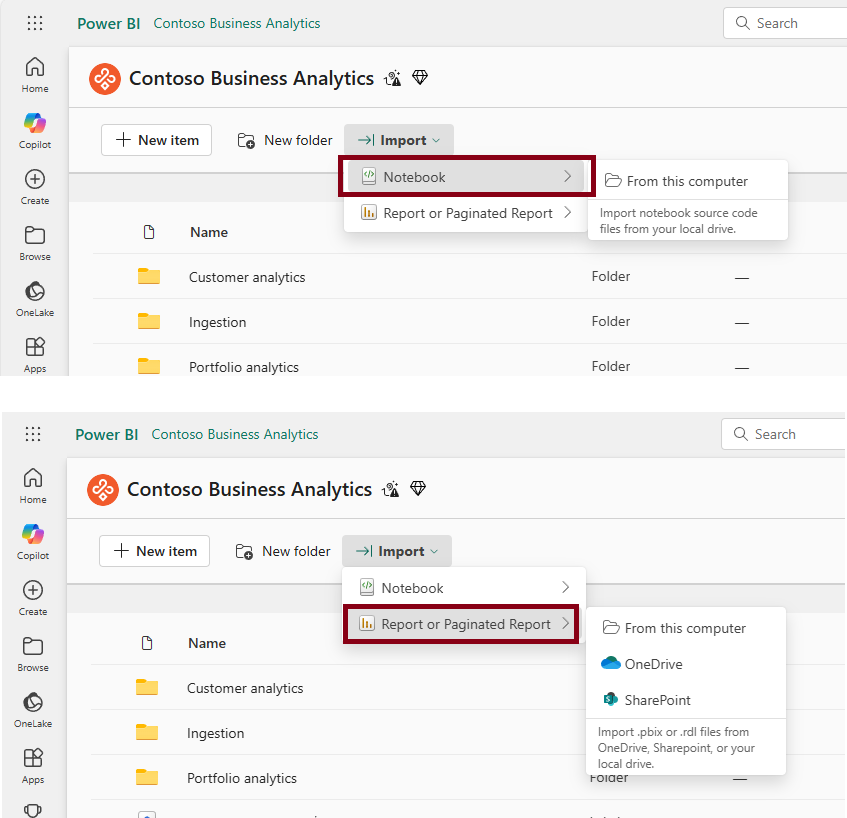 Power BI Contoso Business Analytics Search
Home
Contoso Business Analytics
Copilot
New item New folder Import
Create
Notebook
From this computer
Report or Paginated Report
Import notebook source code
files from your local drive.
Browse
Name
Customer analytics Folder —
OneLake
Ingestion Folder —
Apps
Portfolio analytics Folder —
Power BI Contoso Business Analytics Search
Home
Contoso Business Analytics
Copilot
New item New folder Import
Create
Notebook
Report or Paginated Report
From this computer
OneDrive
SharePoint
Import .pbix or .rdl files from
OneDrive, Sharepoint, or your
local drive.
Browse
Name
Customer analytics
OneLake
Ingestion
Apps
Portfolio analytics Folder —